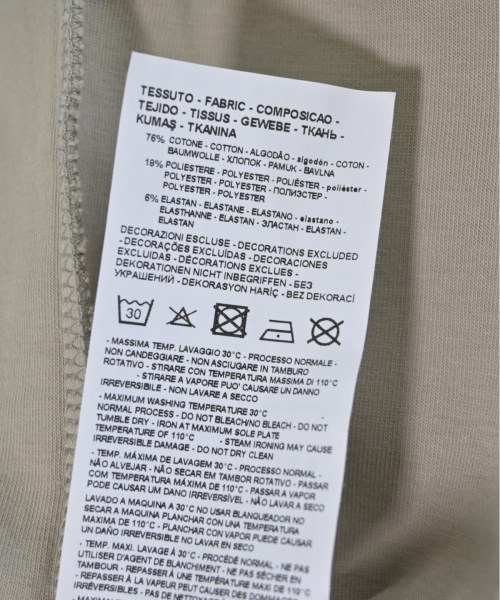 TESSUTO - FABRIC - COMPOSICAO -
TEJIDO - TISSUS - GEWEBE - ТКАНЬ -
KUMAŞ - TKANINA
76% COTONE - COTTON - ALGODÃO - algodón - COTON -
BAUMWOLLE - ХЛОПОК - PAMUK - BAVLNA
18% POLIESTERE - POLYESTER - POLIÉSTER - poliéster -
POLYESTER - POLYESTER - ПОЛИЭСТЕР -
POLYESTER - POLYESTER
6% ELASTAN - ELASTANE - ELASTANO - elastano -
ELASTHANNE - ELASTAN - ЭЛАСТАН - ELASTAN -
ELASTAN
DECORAZIONI ESCLUSE - DECORATIONS EXCLUDED
- DECORAÇÕES EXCLUÍDAS - DECORACIONES
EXCLUIDAS - DÉCORATIONS EXCLUES -
DEKORATIONEN NICHT INBEGRIFFEN - БЕЗ
УКРАШЕНИЙ - DEKORASYON HARİÇ - BEZ DEKORACÍ
30
- MASSIMA TEMP. LAVAGGIO 30°C - PROCESSO NORMALE -
NON CANDEGGIARE - NON ASCIUGARE IN TAMBURO
ROTATIVO - STIRARE CON TEMPERATURA MASSIMA DI 110°C
- STIRARE A VAPORE PUO' CAUSARE UN DANNO
IRREVERSIBILE - NON LAVARE A SECCO
- MAXIMUM WASHING TEMPERATURE 30°C -
NORMAL PROCESS - DO NOT BLEACH/NO BLEACH - DO NOT
TUMBLE DRY - IRON AT MAXIMUM SOLE PLATE
TEMPERATURE OF 110°C - STEAM IRONING MAY CAUSE
IRREVERSIBLE DAMAGE - DO NOT DRY CLEAN
- TEMP. MÁXIMA DE LAVAGEM 30°C - PROCESSO NORMAL -
NÃO ALVEJAR - NÃO SECAR EM TAMBOR ROTATIVO - PASSAR
COM TEMPERATURA MÁXIMA DE 110°C - PASSAR A VAPOR
PODE CAUSAR UM DANO IRREVERSÍVEL - NÃO LAVAR A SECO
LAVADO A MAQUINA A 30°C NO USAR BLANQUEADOR NO
SECAR A MAQUINA PLANCHAR CON UNA TEMPERATURA
MAXIMA DE 110°C - PLANCHAR CON VAPOR PUEDE CAUSAR
UN DANO IRREVERSIBLE NO LAVAR EN SECO
- TEMP. MAXI. LAVAGE À 30°C - PROCÉDÉ NORMAL - NE PAS
UTILISER D'AGENT DE BLANCHIMENT - NE PAS SÉCHER EN
TAMBOUR - REPASSER À UNE TEMPÉRATURE MAXI DE 110°C
- REPASSER À LA VAPEUR PEUT CAUSER DES DOMMAGES
IRRÉVERSIBLES - PAS DE NETTOYAGE